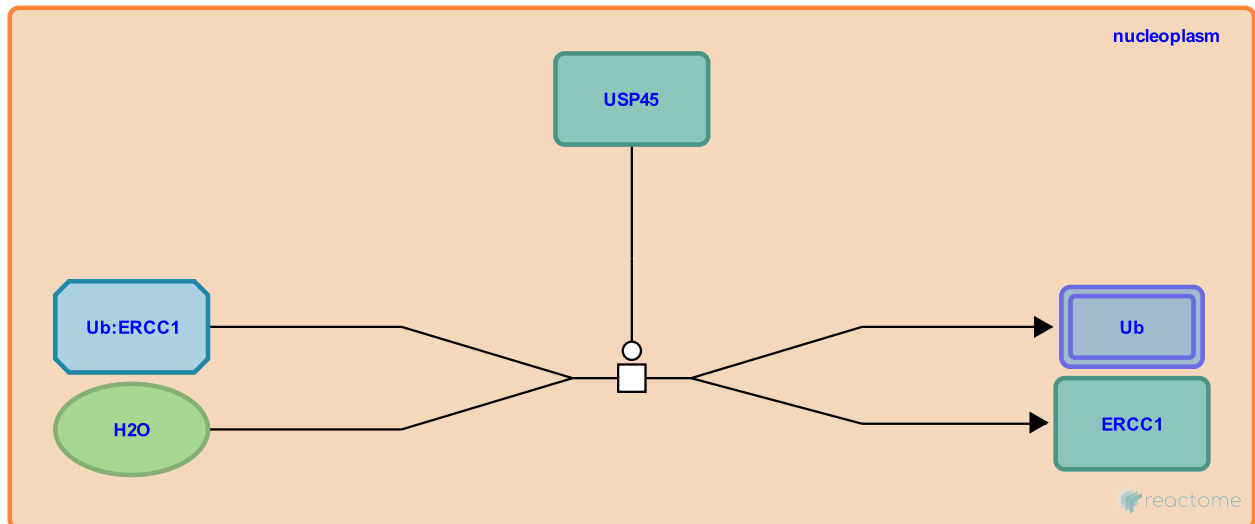 nucleoplasm
USP45
Ub:ERCC1
Ub
H2O
ERCC1
reactome